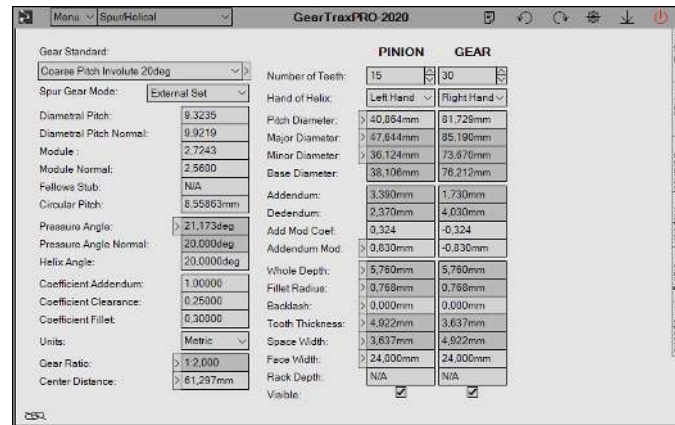 Menu Spur/Helical GearTraxPRO-2020
Gear Standard:
Coarse Pitch Involute 20deg
Spur Gear Mode: External Set
Diametral Pitch: 9.3235
Diametral Pitch Normal: 9.9219
Module : 2,7243
Module Normal: 2,5600
Fellows Stub: N/A
Circular Pitch: 8.55863mm
Pressure Angle: > 21,173deg
Pressure Angle Normal: 20,000deg
Helix Angle: 20,0000deg
Coefficient Addendum: 1.00000
Coefficient Clearance: 0,25000
Coefficient Fillet: 0,30000
Units: Metric
Gear Ratio: > 1:2,000
Center Distance: > 61,297mm
PINION GEAR
Number of Teeth: 15 30
Hand of Helix: Left Hand Right Hand
Pitch Diameter: > 40,864mm 81.729mm
Major Diameter: > 47,644mm 85.190mm
Minor Diameter: > 36,124mm 73,670mm
Base Diameter: 38,106mm 76,212mm
Addendum: 3,390mm 1,730mm
Dedendum: 2,370mm 4,030mm
Add Mod Coef: 0,324 -0,324
Addendum Mod: > 0,830mm -0,830mm
Whole Depth: > 5,760mm 5,760mm
Fillet Radius: > 0,768mm 0,768mm
Backlash: > 0.000mm 0.000mm
Tooth Thickness: > 4,922mm 3,637mm
Space Width: > 3,637mm 4,922mm
Face Width: > 24,000mm 24,000mm
Rack Depth: N/A N/A
Visible: